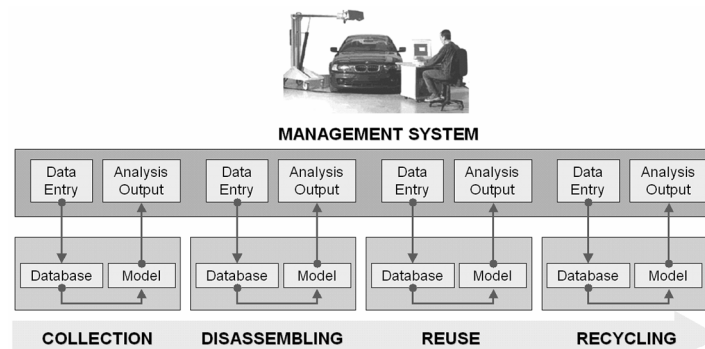 MANAGEMENT SYSTEM
Data Entry
Analysis Output
Data Entry
Analysis Output
Data Entry
Analysis Output
Data Entry
Analysis Output
Database
Model
Database
Model
Database
Model
Database
Model
COLLECTION
DISASSEMBLING
REUSE
RECYCLING